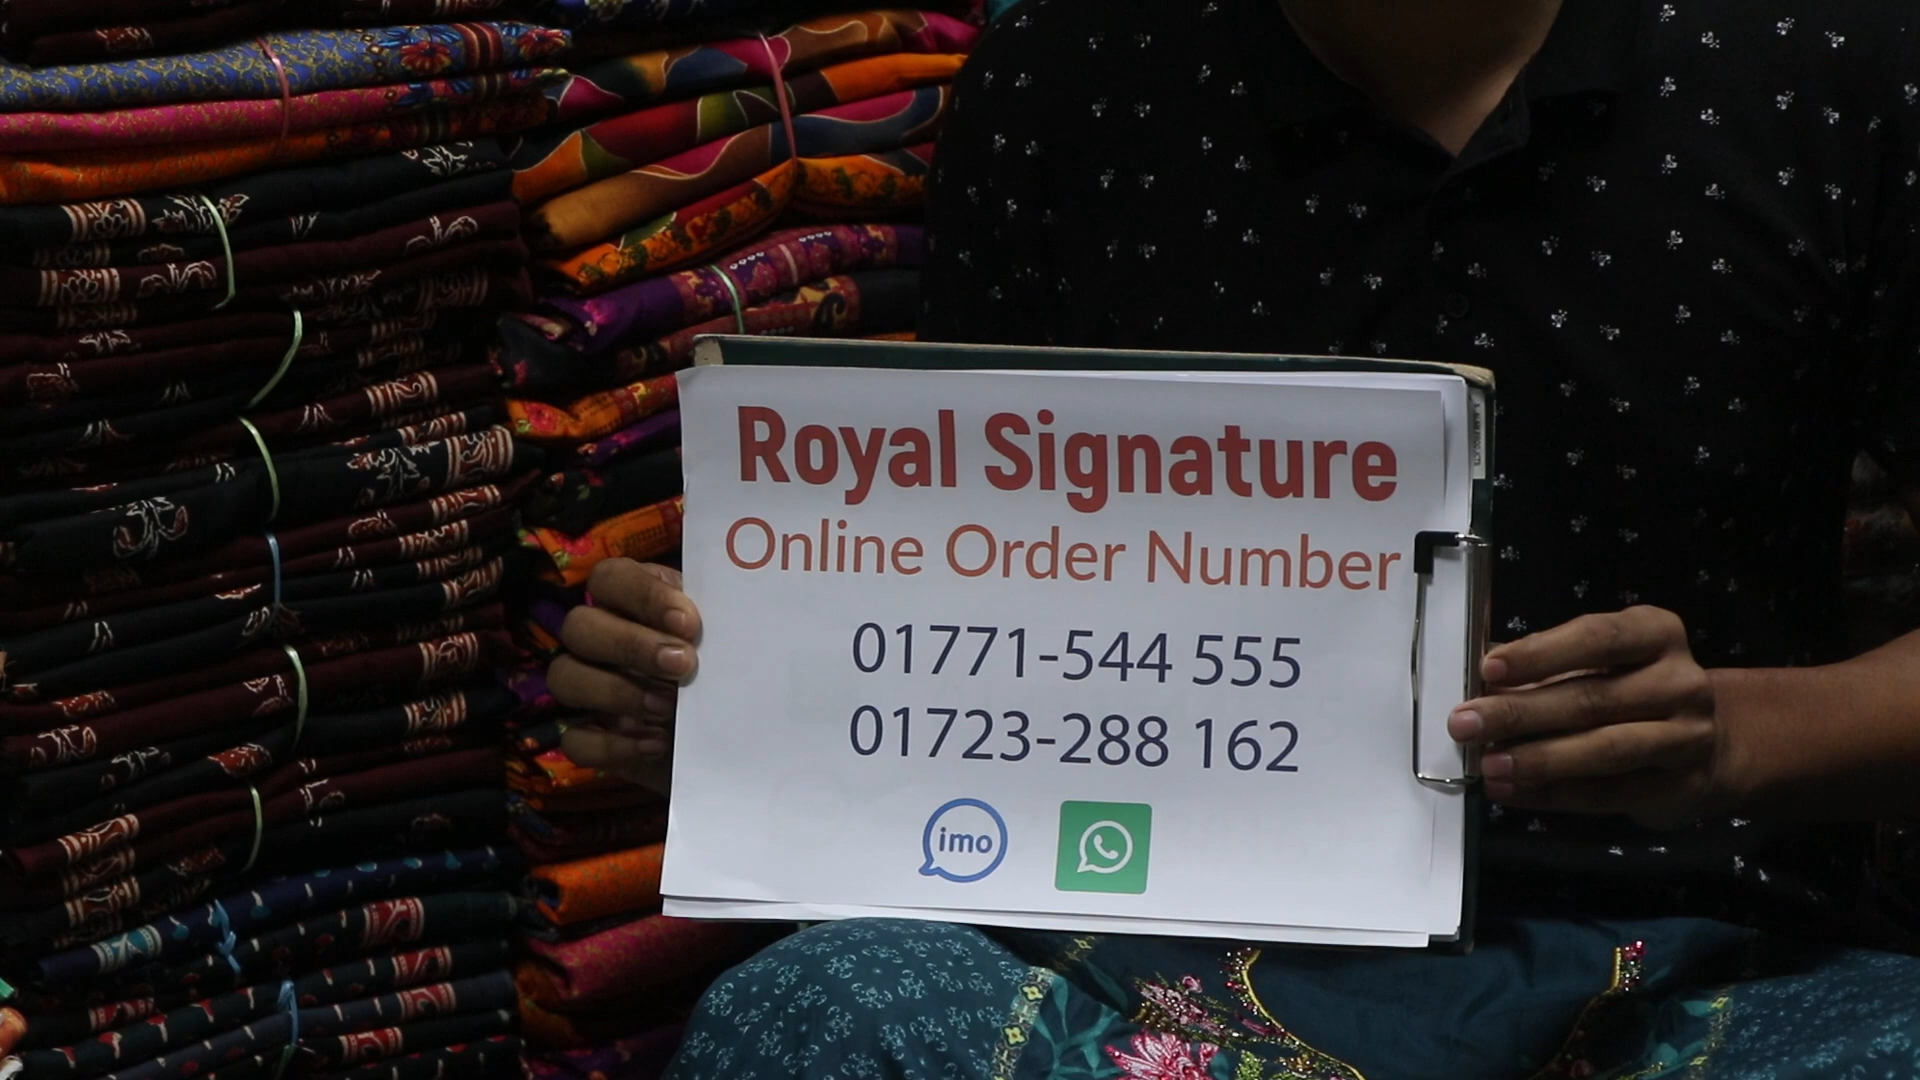 Royal Signature
Online Order Number
01771-544 555
01723-288 162
imo